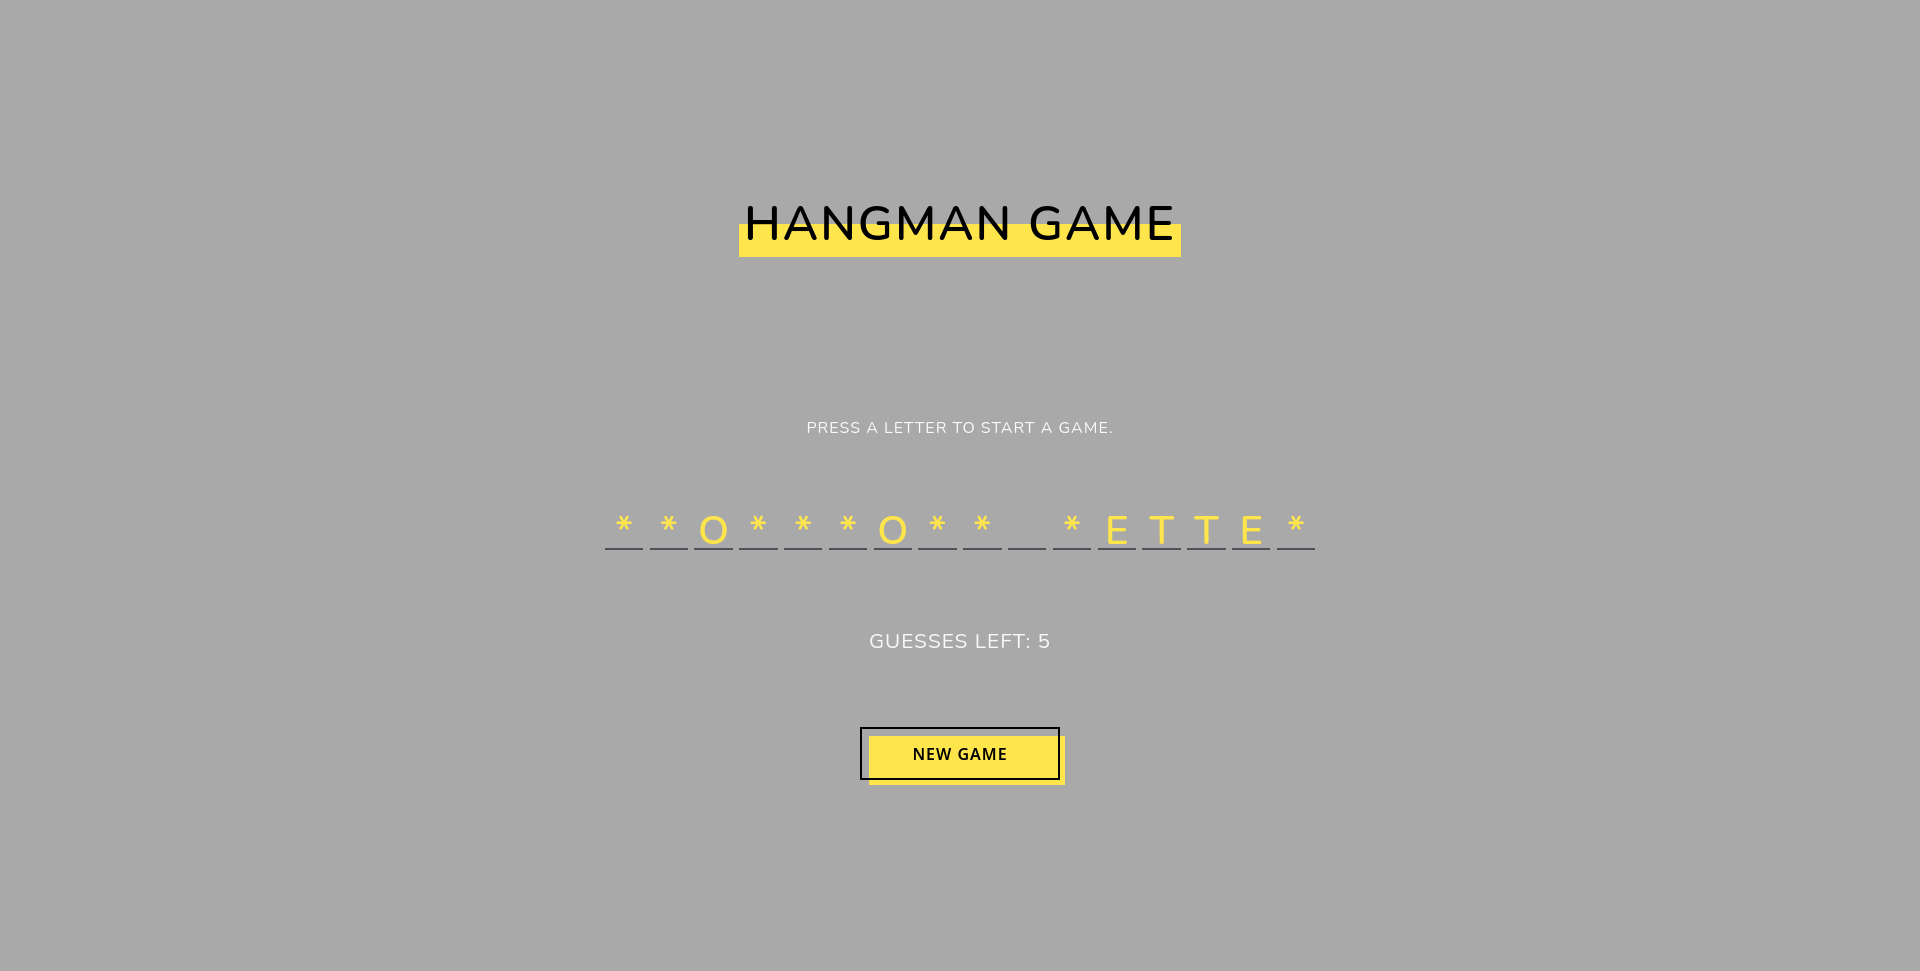 HANGMAN GAME
PRESS A LETTER TO START A GAME.
* * O * * * O * *   * E T T E *
GUESSES LEFT: 5
NEW GAME